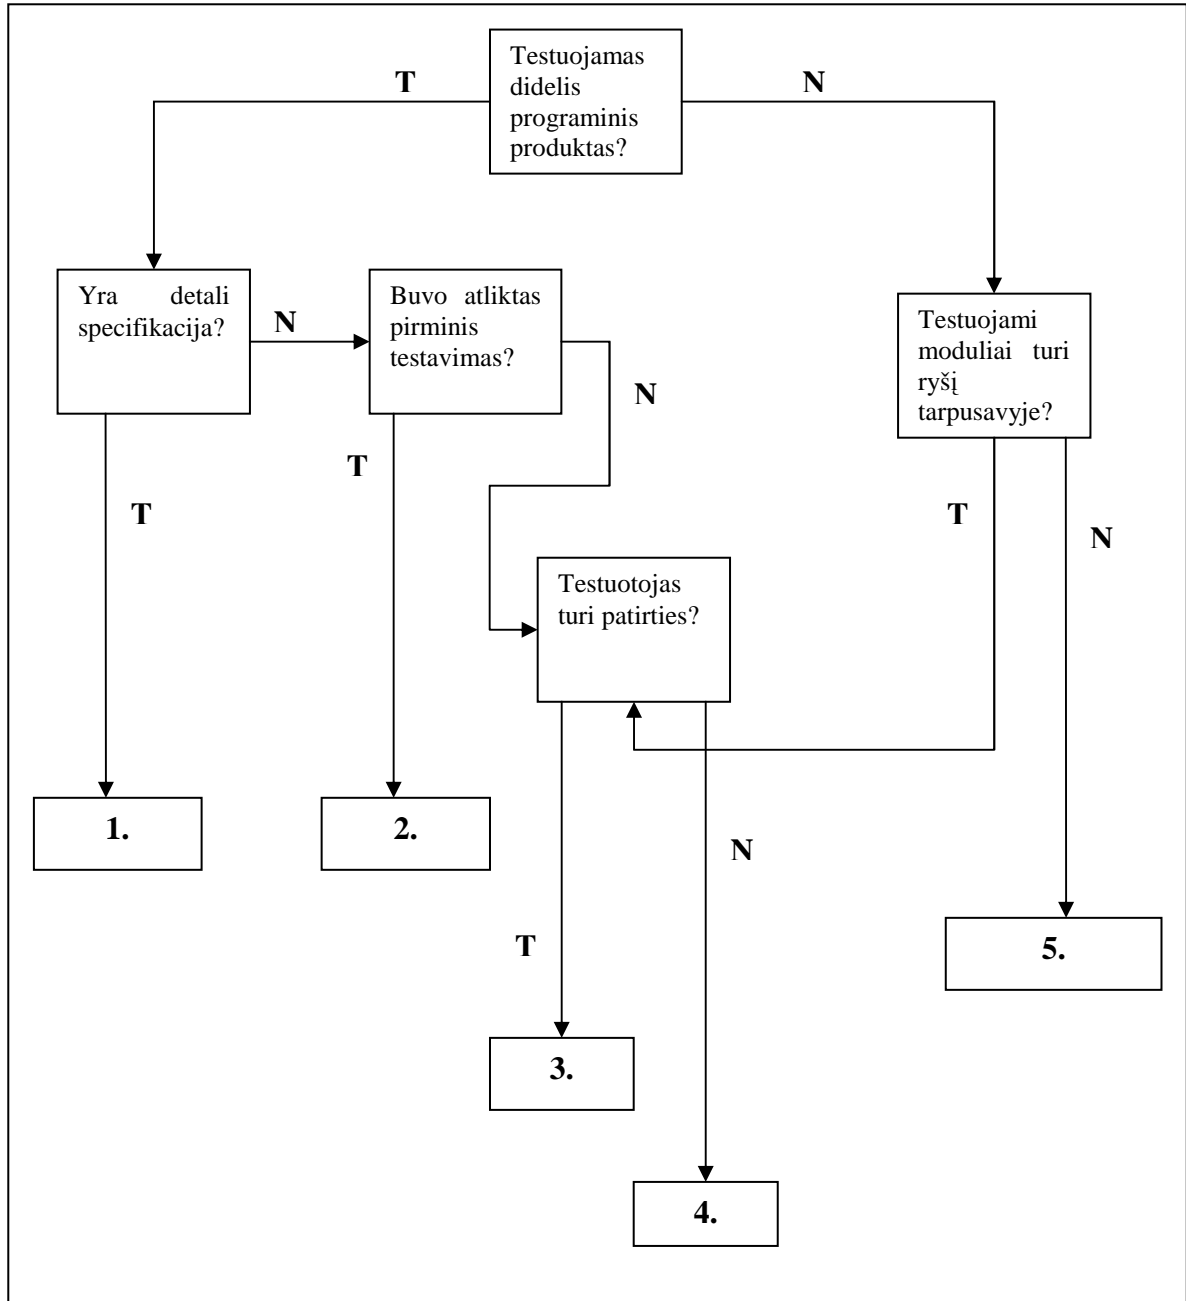 Testuojamas
didelis
programinis
produktas?
T
N
Yra detali
specifikacija?
N
Buvo atliktas
pirminis
testavimas?
N
Testuojami
moduliai turi
ryšį
tarpusavyje?
T
T
T
N
Testuotojas
turi patirties?
1.
2.
N
T
5.
3.
4.